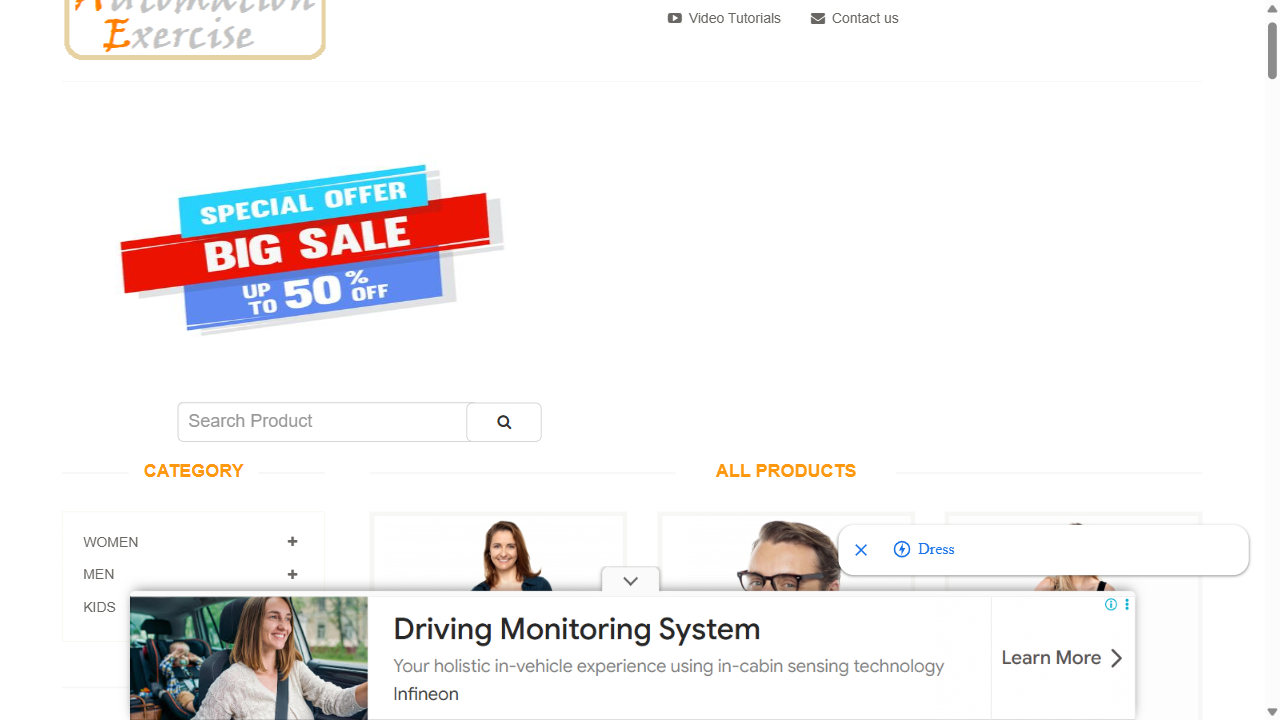 Automation
Exercise
Video Tutorials
Contact us
SPECIAL OFFER
BIG SALE
UP TO 50% OFF
Search Product
CATEGORY
ALL PRODUCTS
WOMEN
MEN
KIDS
Dress
Driving Monitoring System
Your holistic in-vehicle experience using in-cabin sensing technology
Infineon
Learn More